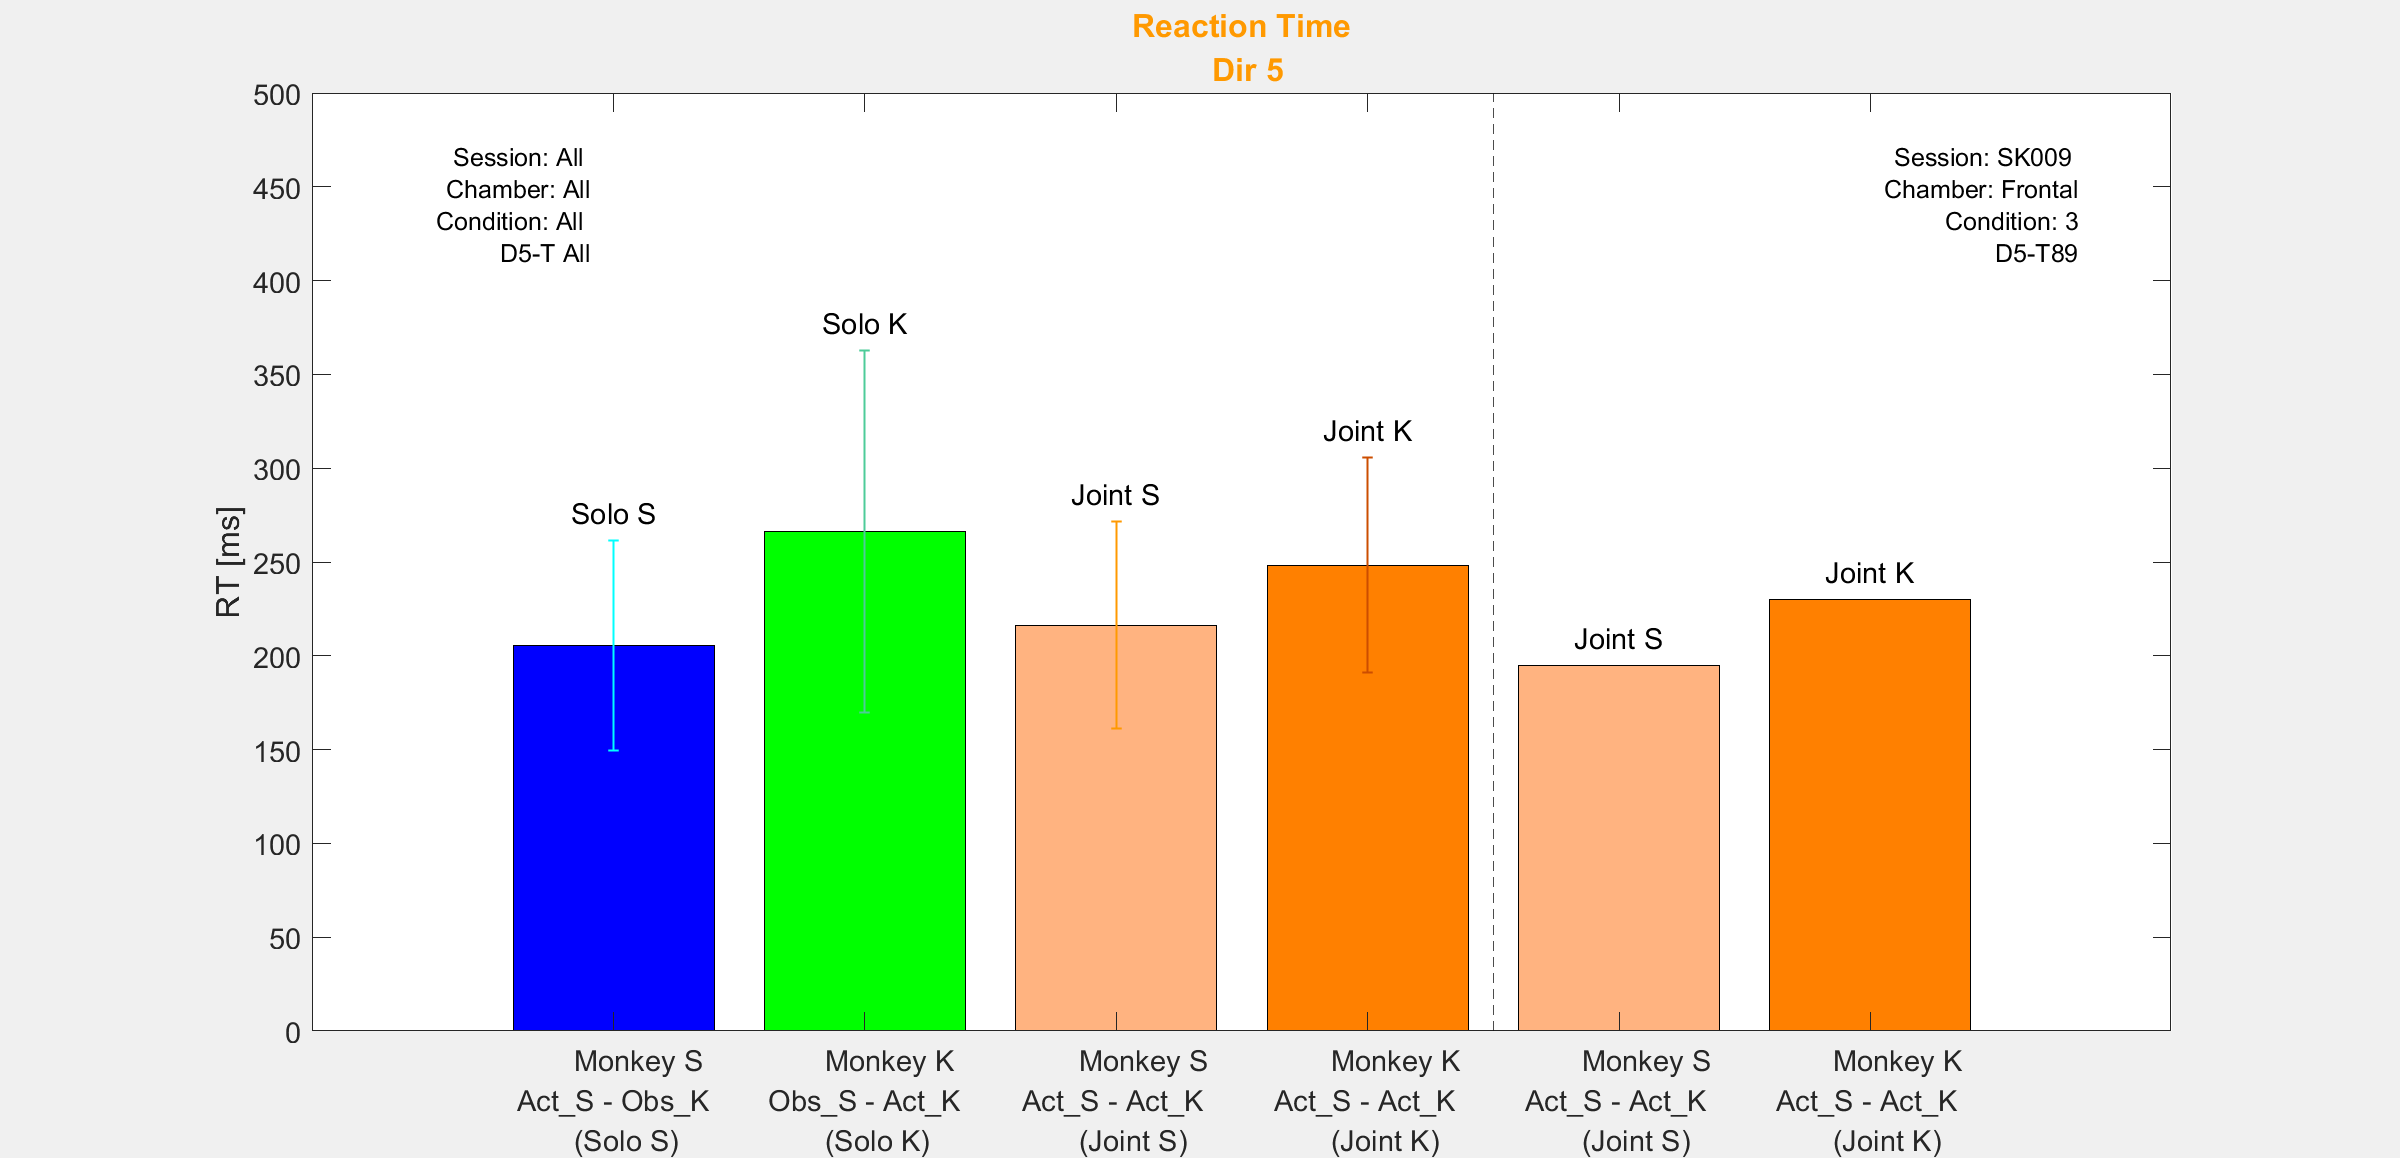 Reaction Time
Dir 5
500
450
400
350
300
250
200
150
100
50
0
RT [ms]
Session: All
Chamber: All
Condition: All
D5-T All
Session: SK009
Chamber: Frontal
Condition: 3
D5-T89
Solo S
Solo K
Joint S
Joint K
Joint S
Joint K
Monkey S
Act_S - Obs_K
(Solo S)
Monkey K
Obs_S - Act_K
(Solo K)
Monkey S
Act_S - Act_K
(Joint S)
Monkey K
Act_S - Act_K
(Joint K)
Monkey S
Act_S - Act_K
(Joint S)
Monkey K
Act_S - Act_K
(Joint K)